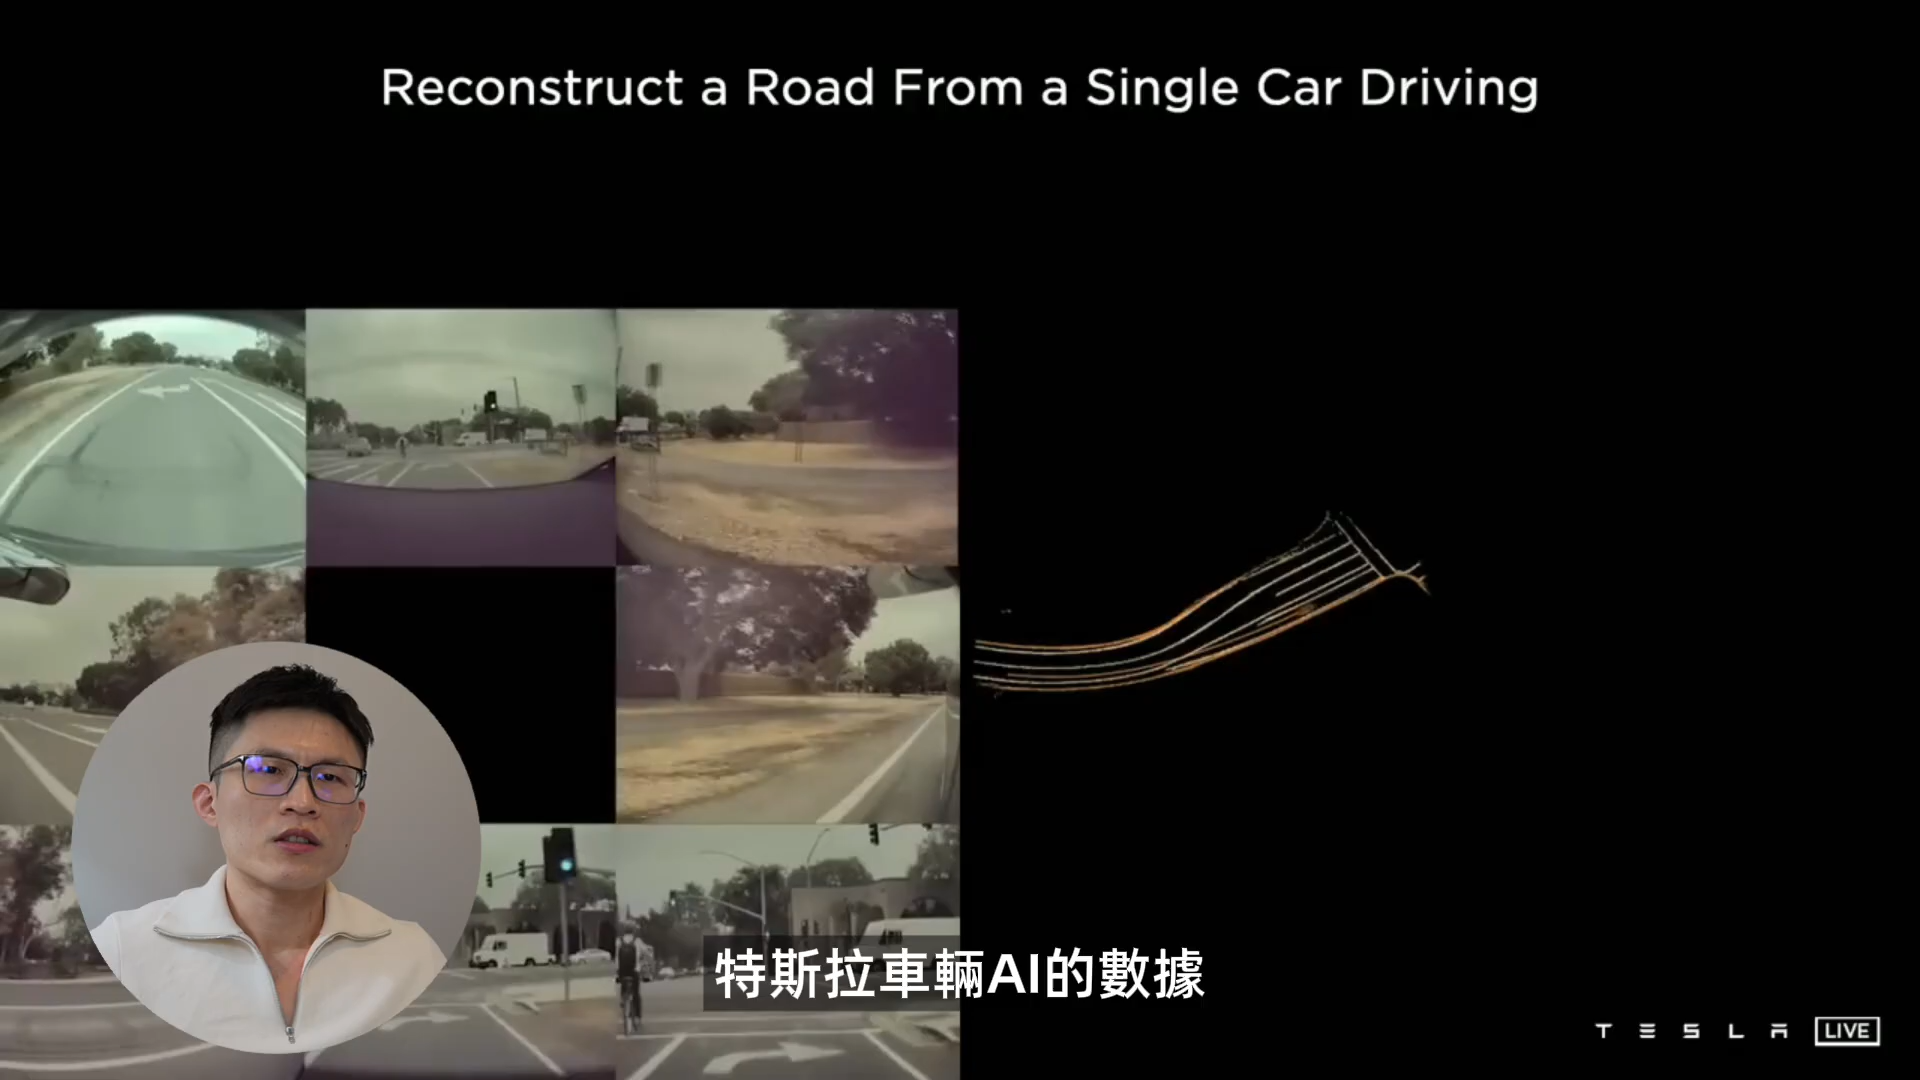 Reconstruct a Road From a Single Car Driving
特斯拉車輛AI的數據
TESLA LIVE